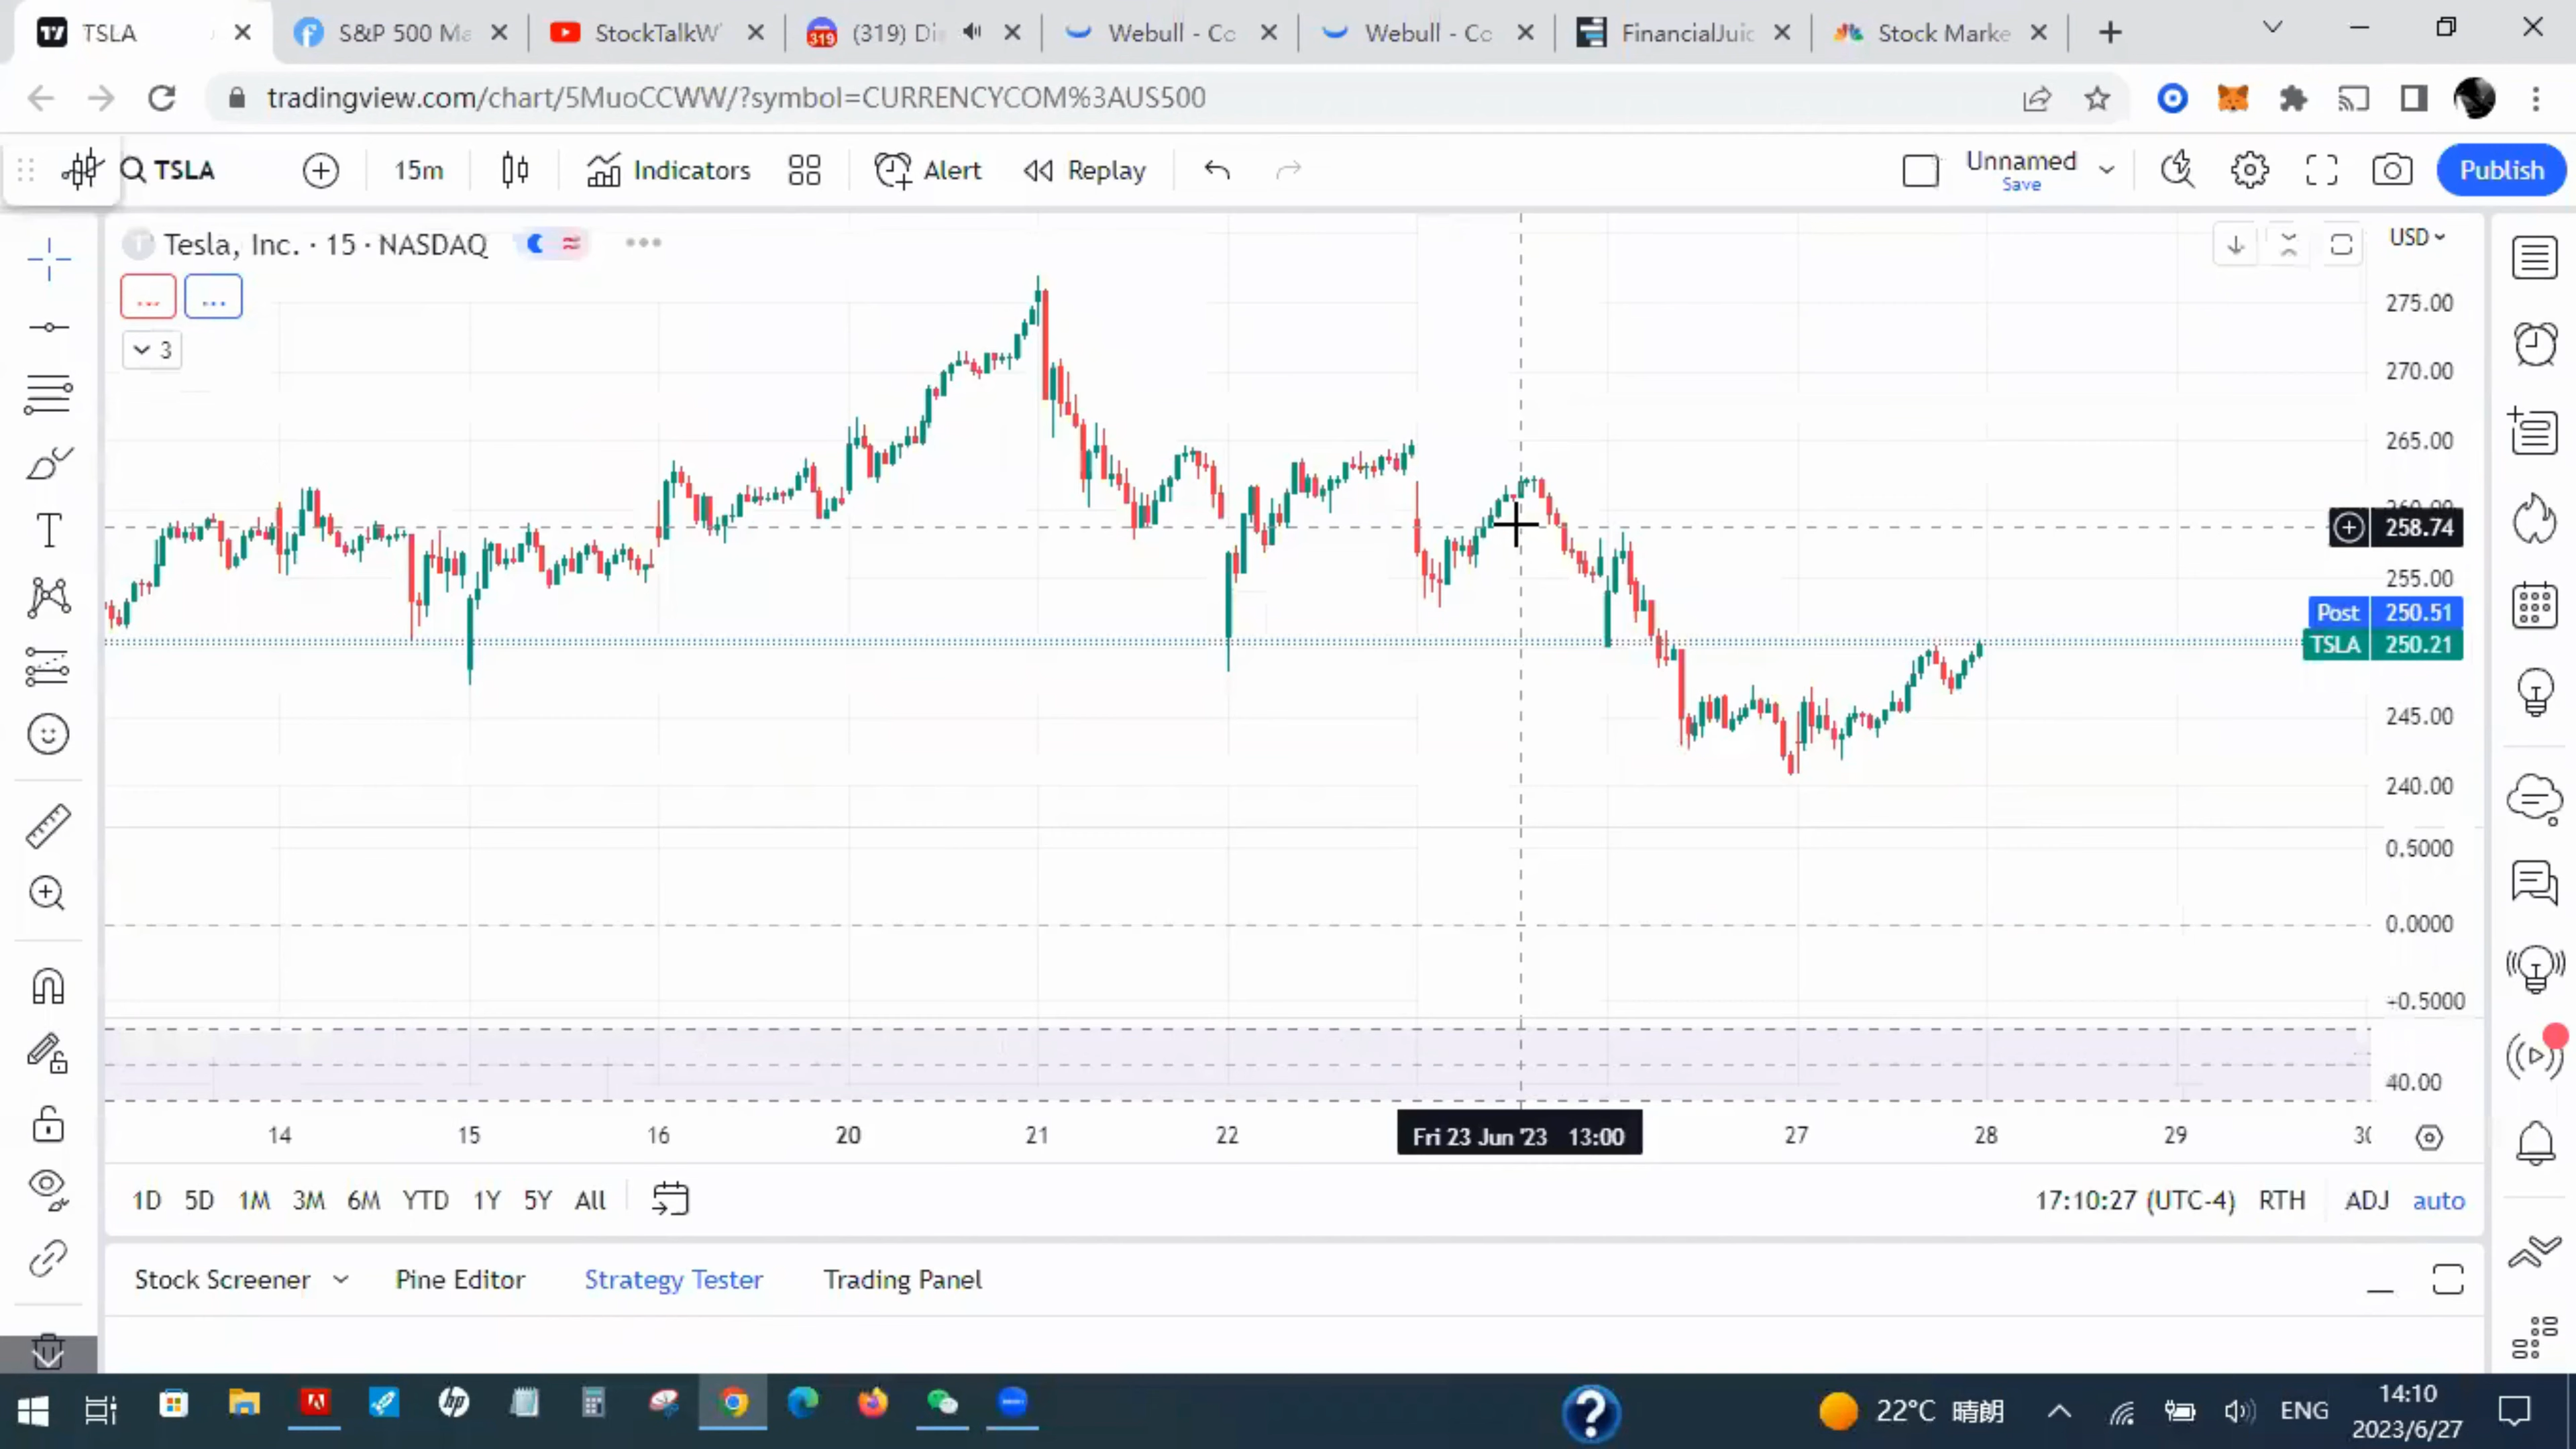 TSLA
S&P 500 Ma
StockTalkW
(319) Di
Webull - Co
Webull - Co
FinancialJuic
Stock Marke
319
tradingview.com/chart/5MuoCCWW/?symbol=CURRENCYCOM%3AUS500
TSLA
15m
Indicators
Alert
Replay
Unnamed
Save
Publish
Tesla, Inc. · 15 · NASDAQ
USD
...
...
3
275.00
270.00
265.00
258.74
255.00
Post 250.51
TSLA 250.21
245.00
240.00
0.5000
0.0000
-0.5000
40.00
14 15 16 20 21 22 Fri 23 Jun '23 13:00 27 28 29
1D 5D 1M 3M 6M YTD 1Y 5Y All
17:10:27 (UTC-4) RTH ADJ auto
Stock Screener Pine Editor Strategy Tester Trading Panel
22°C 晴朗
ENG
14:10
2023/6/27